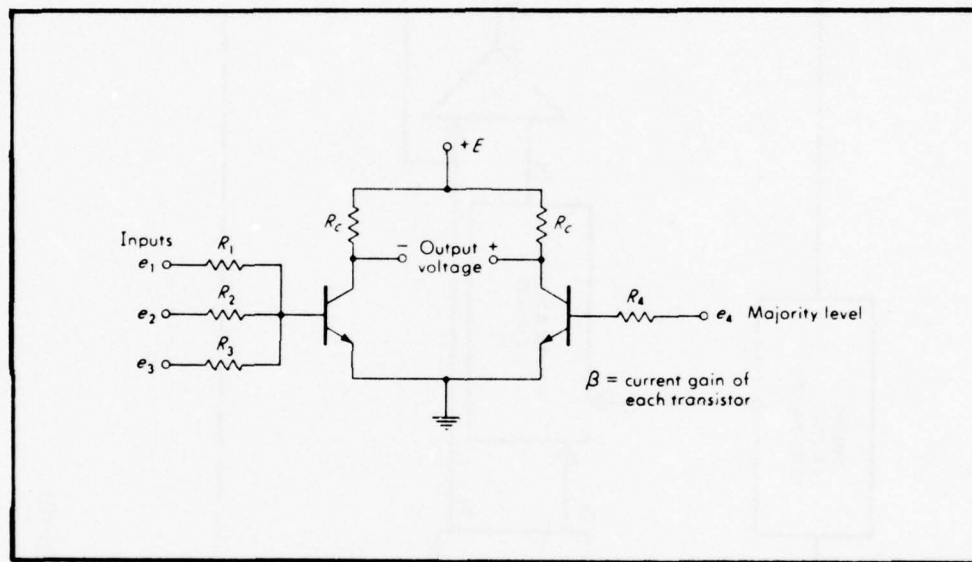 +E
R_C
R_C
Inputs
− Output +
voltage
R_1
e_1
R_2
e_2
R_3
e_3
R_4
e_4 Majority level
β = current gain of
each transistor